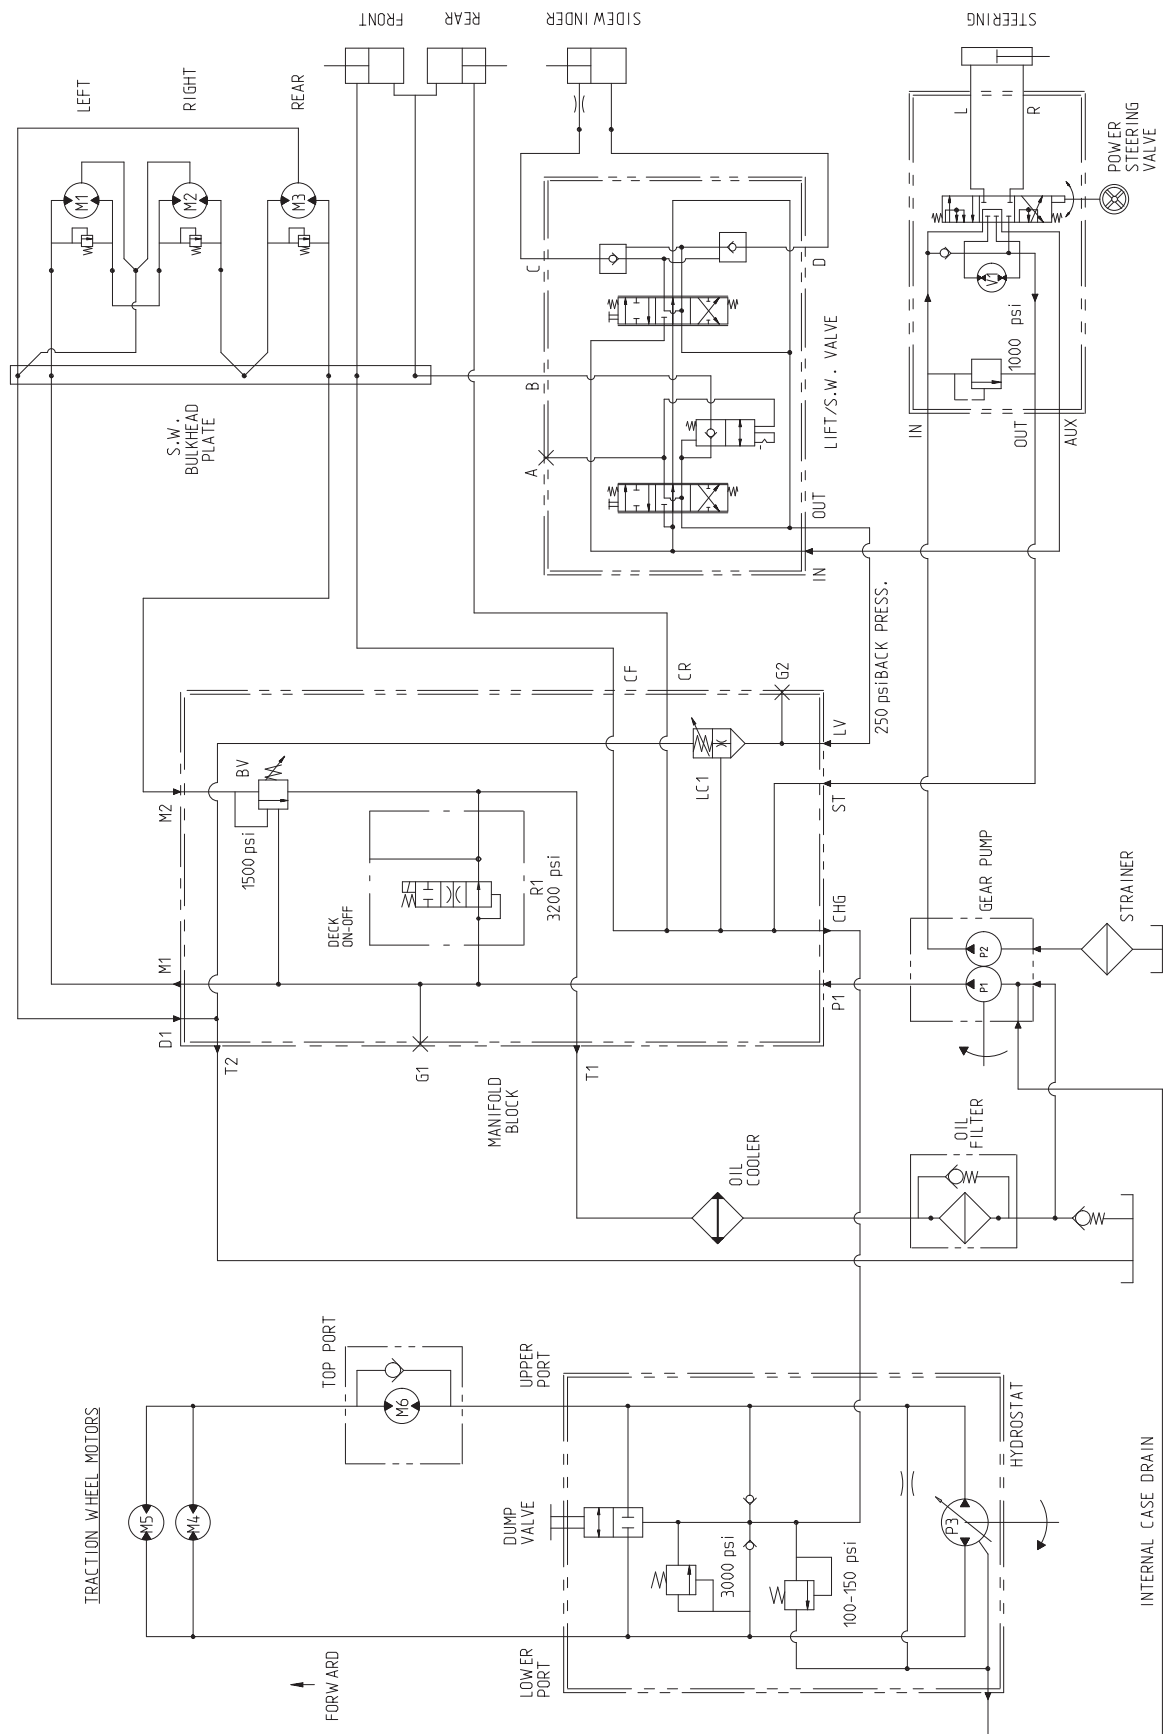 FRONT
REAR
SIDEWINDER
STEERING
LEFT
RIGHT
REAR
M1
M2
M3
S.W.
BULKHEAD
PLATE
C
D
B
A
LIFT/S.W. VALVE
OUT
IN
L
R
POWER
STEERING
VALVE
V1
1000 psi
IN
OUT
AUX
250 psi BACK PRESS.
CF
CR
G2
LV
ST
LC1
BV
M2
1500 psi
DECK
ON-OFF
R1
3200 psi
CHG
M1
P1
D1
T2
G1
T1
MANIFOLD
BLOCK
GEAR PUMP
P1
P2
STRAINER
OIL
COOLER
OIL
FILTER
TRACTION WHEEL MOTORS
TOP PORT
M6
M5
M4
UPPER
PORT
DUMP
VALVE
3000 psi
100-150 psi
P3
HYDROSTAT
LOWER
PORT
FORWARD
INTERNAL CASE DRAIN